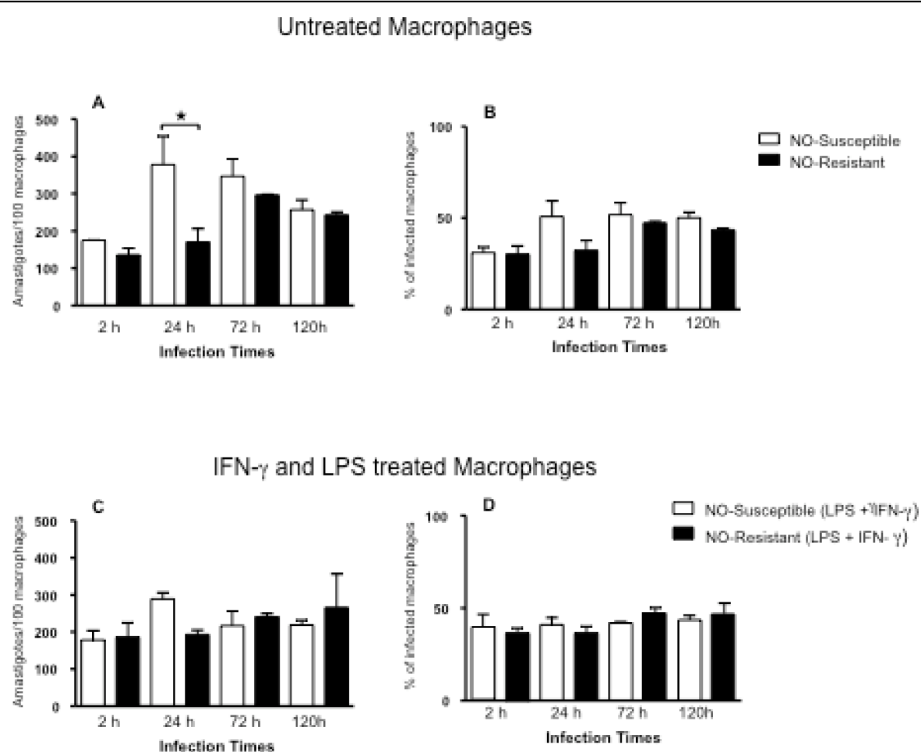 Untreated Macrophages
A
*
Amastigotes/100 macrophages
500
400
300
200
100
0
2 h 24 h 72 h 120h
Infection Times
B
% of infected macrophages
100
50
0
2 h 24 h 72 h 120h
Infection Times
NO-Susceptible
NO-Resistant
IFN-γ and LPS treated Macrophages
C
Amastigotes/100 macrophages
500
400
300
200
100
0
2 h 24 h 72 h 120h
Infection Times
D
% of infected macrophages
100
50
0
2 h 24 h 72 h 120h
Infection Times
NO-Susceptible (LPS + IFN-γ)
NO-Resistant (LPS + IFN- γ)